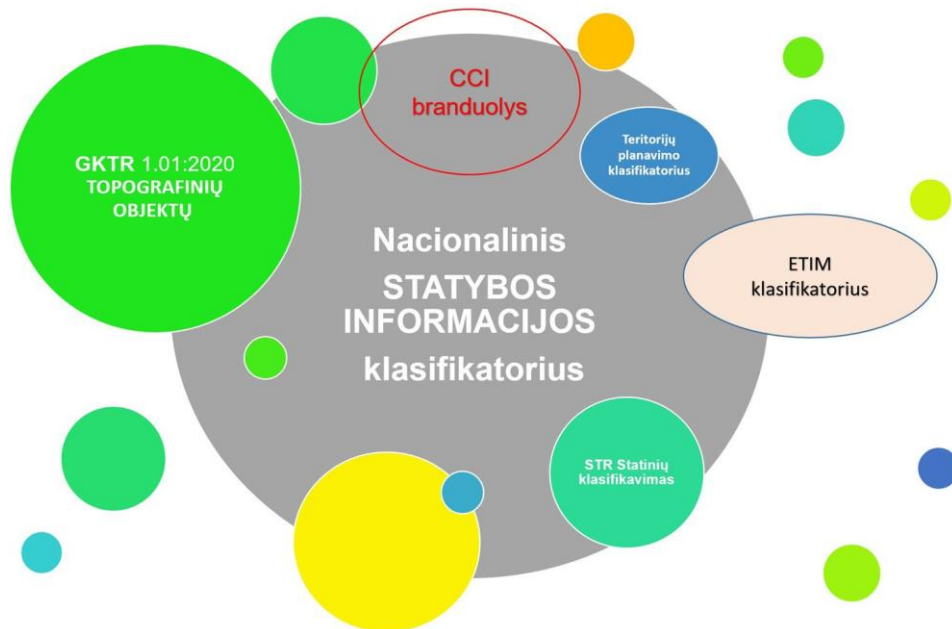 CCI
branduolys
GKTR 1.01:2020
TOPOGRAFINIŲ
OBJEKTŲ
Teritorijų
planavimo
klasifikatorius
Nacionalinis
STATYBOS
INFORMACIJOS
klasifikatorius
ETIM
klasifikatorius
STR Statinių
klasifikavimas